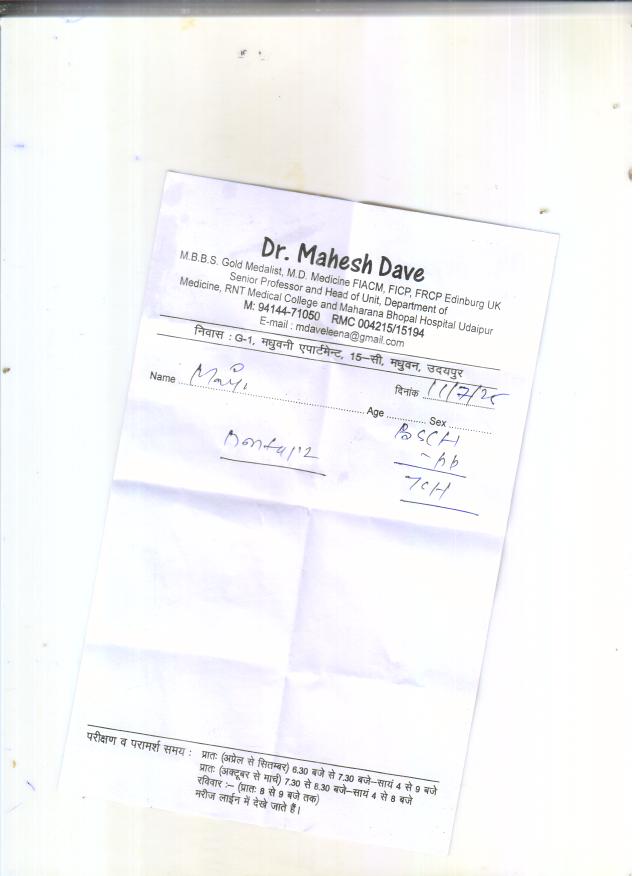 Dr. Mahesh Dave
M.B.B.S. Gold Medalist, M.D. Medicine FIACM, FICP, FRCP Edinburg UK
Senior Professor and Head of Unit, Department of
Medicine, RNT Medical College and Maharana Bhopal Hospital Udaipur
M: 94144-71050 RMC 004215/15194
E-mail : mdaveleena@gmail.com
निवास : G-1, मधुवनी एपार्टमेन्ट, 15–सी, मधुवन, उदयपुर
दिनांक 11/7/25
Name
Age Sex
परीक्षण व परामर्श समय : प्रातः (अप्रेल से सितम्बर) 6.30 बजे से 7.30 बजे–सायं 4 से 9 बजे
प्रातः (अक्टूबर से मार्च) 7.30 से 8.30 बजे–सायं 4 से 8 बजे
रविवार :– (प्रातः 8 से 9 बजे तक)
मरीज लाईन में देखे जाते हैं।